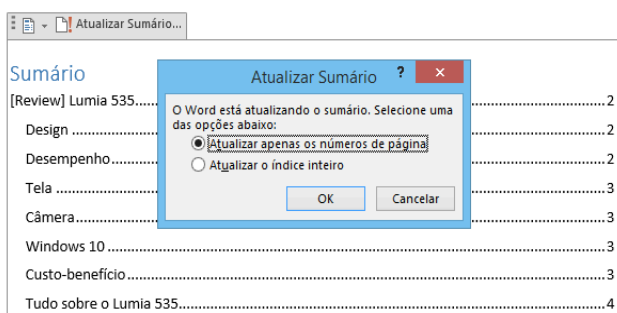 Atualizar Sumário...
Sumário
Atualizar Sumário ? ×
[Review] Lumia 535 2
O Word está atualizando o sumário. Selecione uma
das opções abaixo:
Design 2
Atualizar apenas os números de página
Desempenho 2
Atualizar o índice inteiro
Tela 3
OK Cancelar
Câmera 3
Windows 10 3
Custo-benefício 3
Tudo sobre o Lumia 535 4